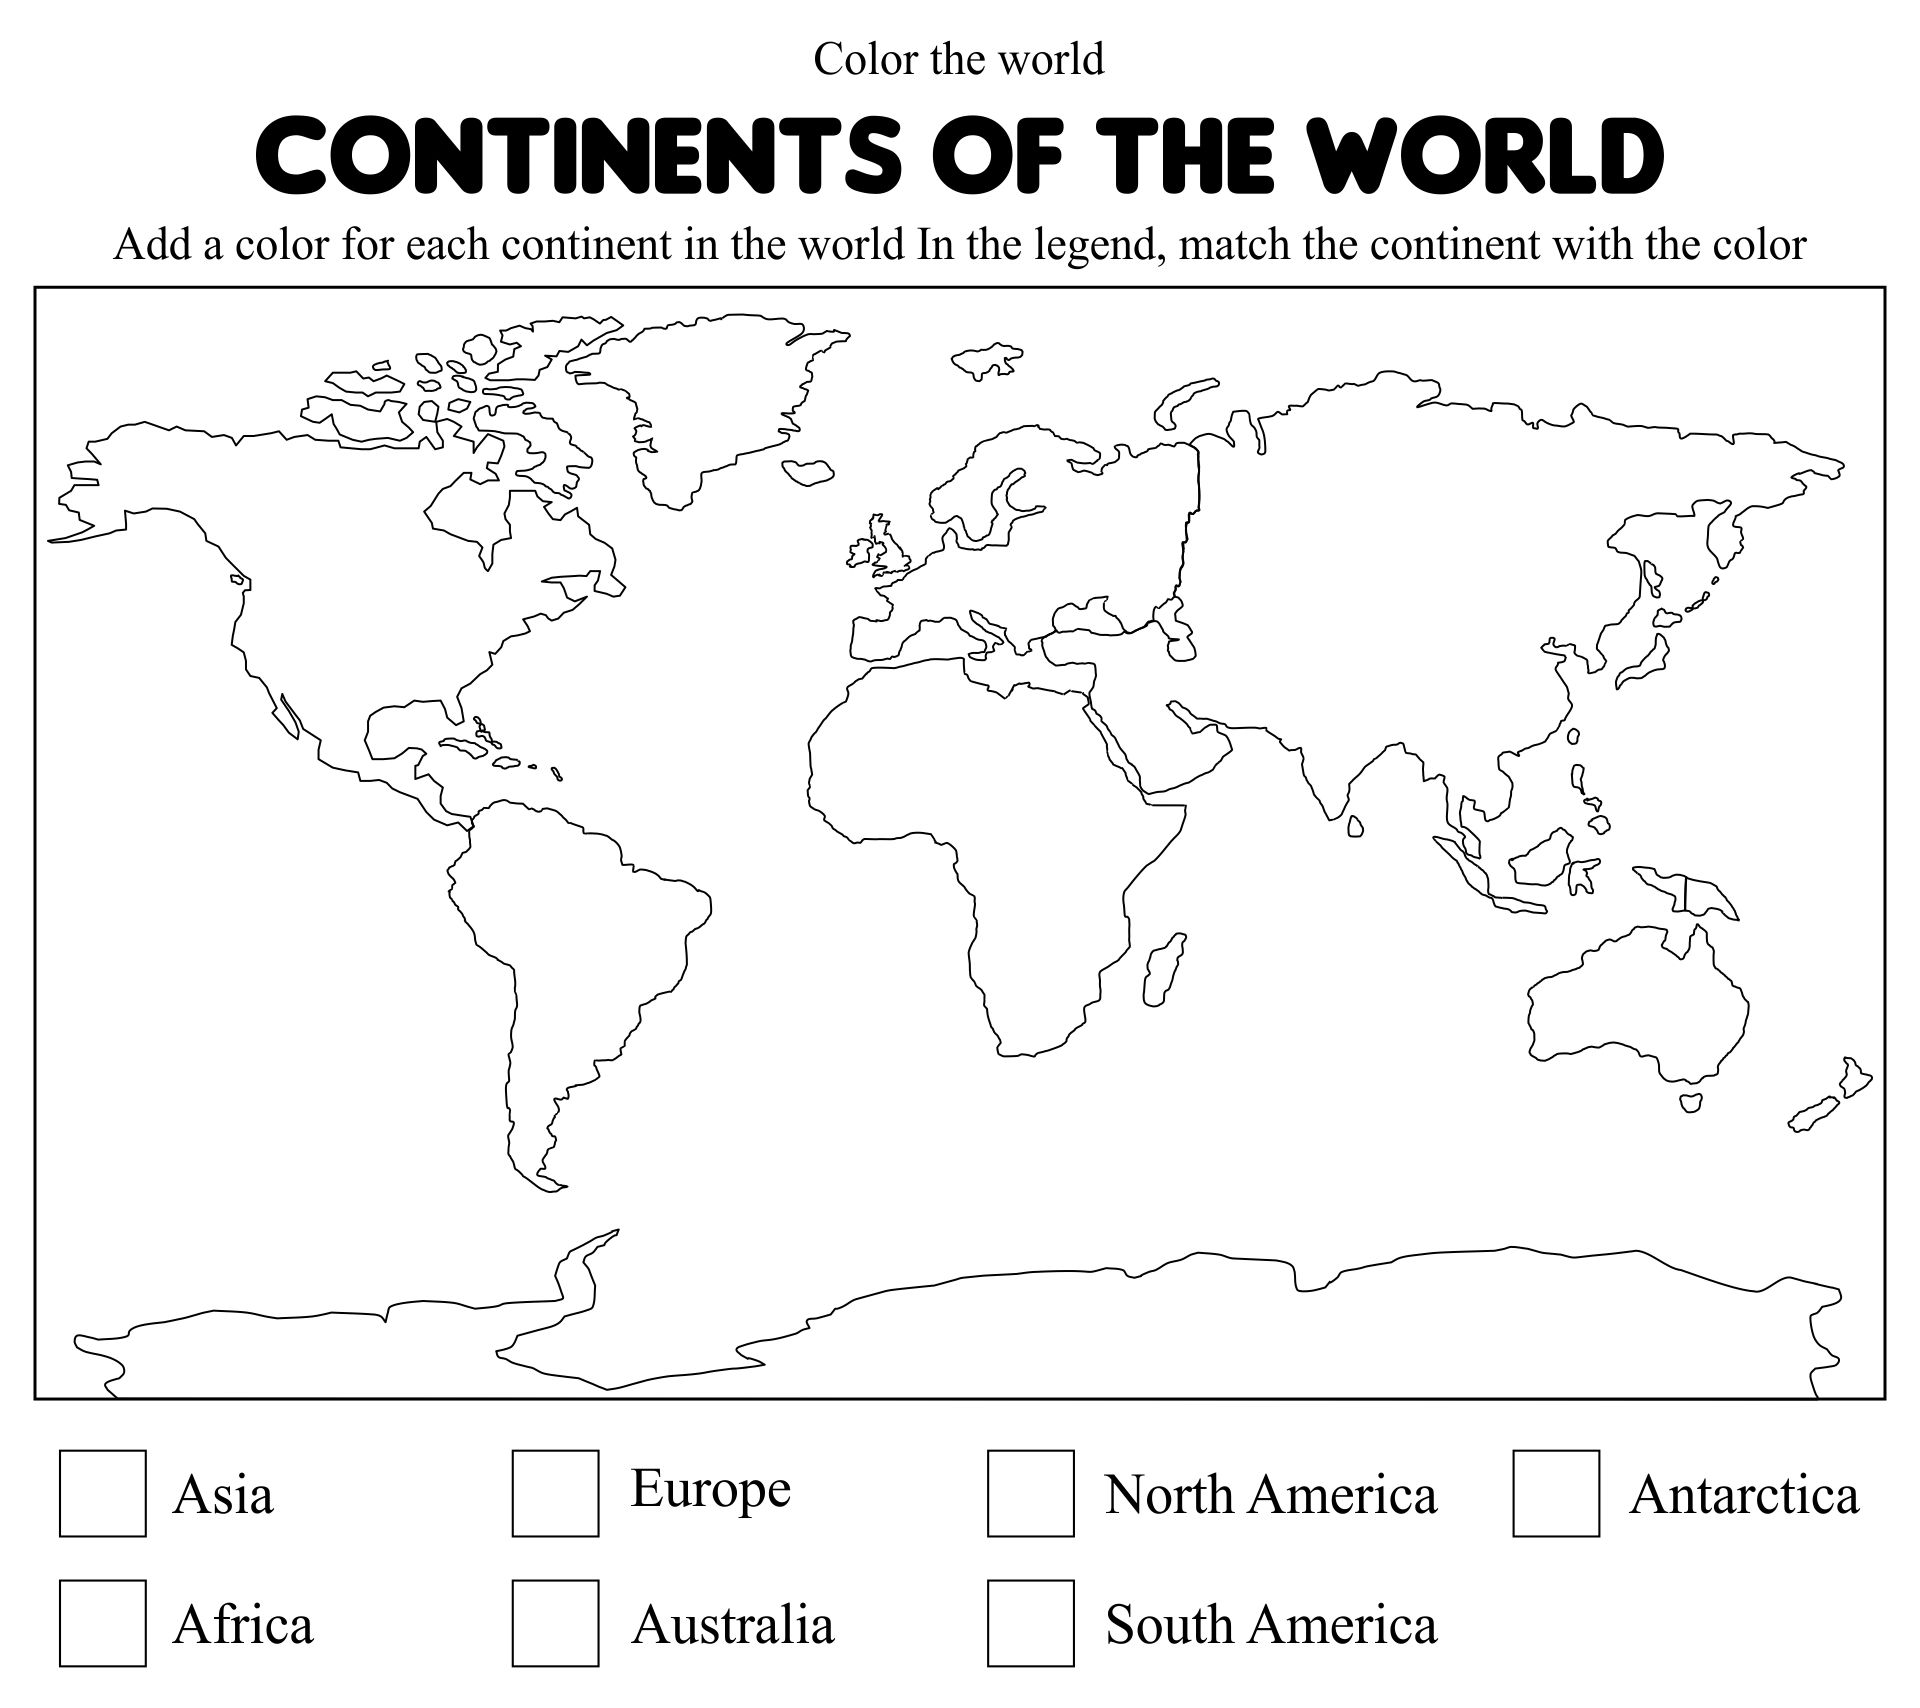 Color the world
CONTINENTS OF THE WORLD
Add a color for each continent in the world In the legend, match the continent with the color
Asia
Europe
North America
Antarctica
Africa
Australia
South America